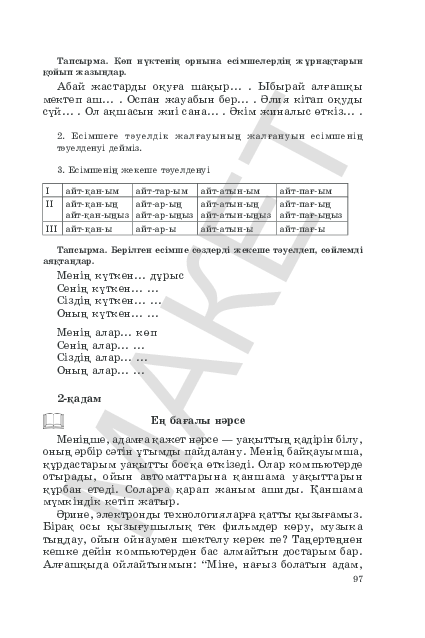 Тапсырма. Көп нүктенің орнына есімшелердің жұрнақтарын
қойып жазыңдар.
Абай жастарды оқуға шақыр... . Ыбырай алғашқы
мектеп аш... . Оспан жауабын бер... . Әлия кітап оқуды
сүй... . Ол ақшасын жиі сана... . Әкім жиналыс өткіз... .
2. Есімшеге тәуелдік жалғауының жалғануын есімшенің
тәуелденуі дейміз.
3. Есімшенің жекеше тәуелденуі
I айт-қан-ым айт-тар-ым айт-атын-ым айт-пағ-ым
II айт-қан-ың айт-ар-ың айт-атын-ың айт-пағ-ың
айт-қан-ыңыз айт-ар-ыңыз айт-атын-ыңыз айт-пағ-ыңыз
III айт-қан-ы айт-ар-ы айт-атын-ы айт-пағ-ы
Тапсырма. Берілген есімше сөздерді жекеше тәуелдеп, сөйлемді
аяқтаңдар.
Менің күткен... дұрыс
Сенің күткен... ...
Сіздің күткен... ...
Оның күткен... ...
Менің алар... көп
Сенің алар... ...
Сіздің алар... ...
Оның алар... ...
2-қадам
Ең бағалы нәрсе
Меніңше, адамға қажет нәрсе — уақыттың қадірін білу,
оның әрбір сәтін ұтымды пайдалану. Менің байқауымша,
құрдастарым уақытты босқа өткізеді. Олар компьютерде
отырады, ойын автоматтарына қаншама уақыттарын
құрбан етеді. Соларға қарап жаным ашиды. Қаншама
мүмкіндік кетіп жатыр.
Әрине, электронды технологияларға қатты қызығамыз.
Бірақ осы қызығушылық тек фильмдер көру, музыка
тыңдау, ойын ойнаумен шектелу керек пе? Таңертеңнен
кешке дейін компьютерден бас алмайтын достарым бар.
Алғашқыда ойлайтынмын: “Міне, нағыз болатын адам,
97
МАКЕТ